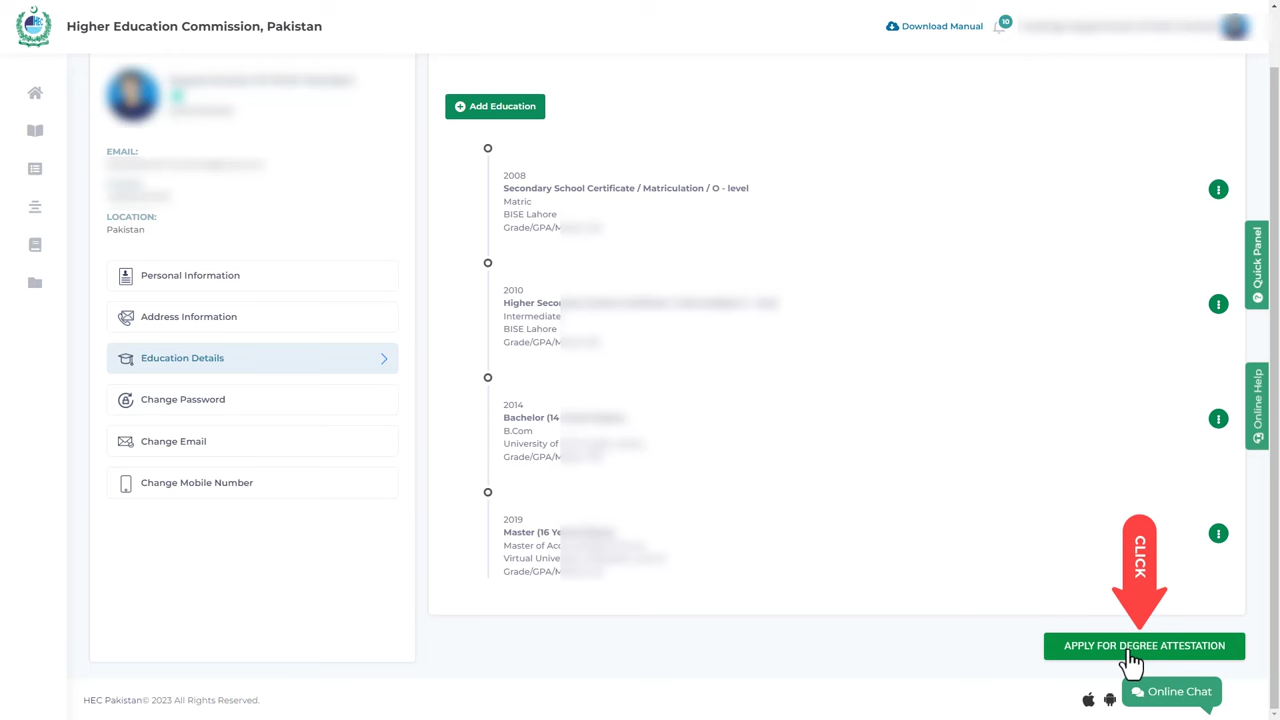 Higher Education Commission, Pakistan
Download Manual
10
EMAIL:
LOCATION:
Pakistan
Personal Information
Address Information
Education Details
Change Password
Change Email
Change Mobile Number
Add Education
2008
Secondary School Certificate / Matriculation / O - level
Matric
BISE Lahore
Grade/GPA/M
2010
Higher Seco
Intermediate
BISE Lahore
Grade/GPA/M
2014
Bachelor (14
B.Com
University of
Grade/GPA/M
2019
Master (16 Ye
Master of Acc
Virtual Unive
Grade/GPA/M
Quick Panel
Online Help
CLICK
APPLY FOR DEGREE ATTESTATION
Online Chat
HEC Pakistan© 2023 All Rights Reserved.